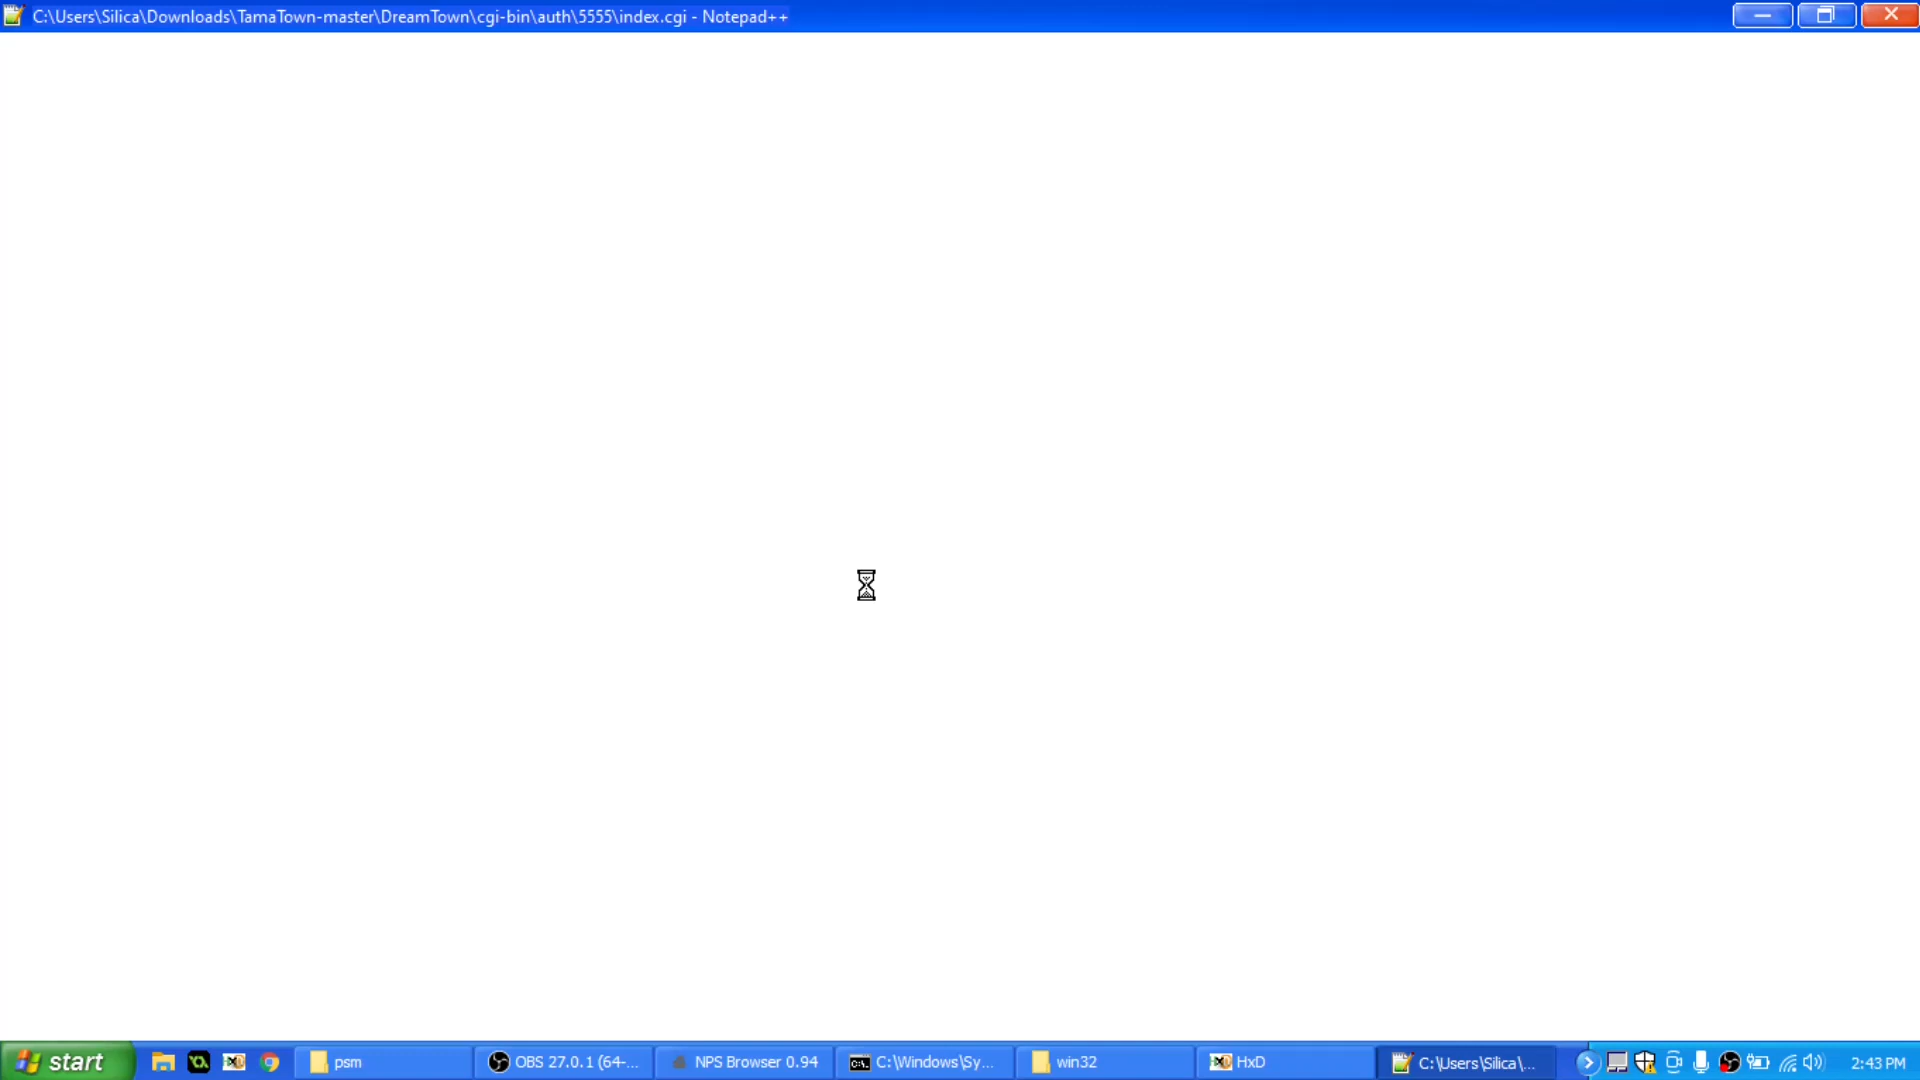 C:\Users\Silica\Downloads\TamaTown-master\DreamTown\cgi-bin\auth\5555\index.cgi - Notepad++
start
psm
OBS 27.0.1 (64-...
NPS Browser 0.94
C:\Windows\Sy...
win32
HxD
C:\Users\Silica\...
2:43 PM